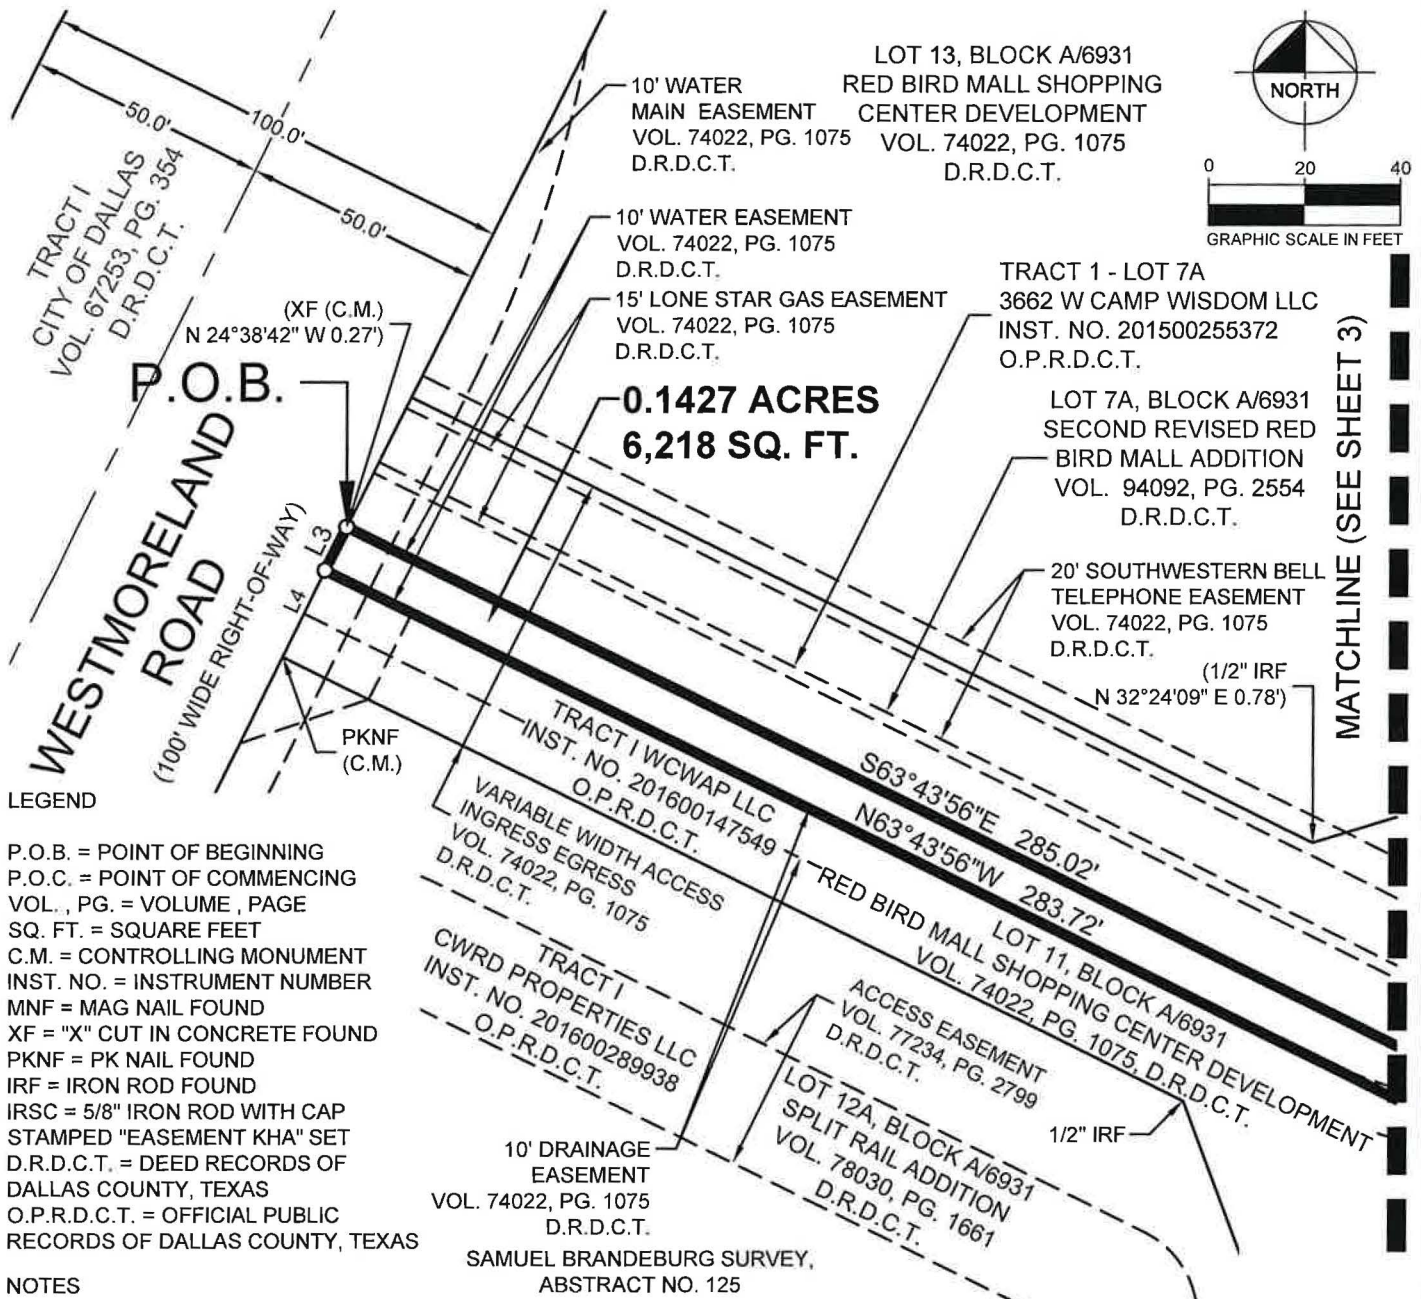 50.0'
100.0'
50.0'
TRACT I
CITY OF DALLAS
VOL. 67253, PG. 354
D.R.D.C.T.
10' WATER
MAIN EASEMENT
VOL. 74022, PG. 1075
D.R.D.C.T.
LOT 13, BLOCK A/6931
RED BIRD MALL SHOPPING
CENTER DEVELOPMENT
VOL. 74022, PG. 1075
D.R.D.C.T.
NORTH
0 20 40
GRAPHIC SCALE IN FEET
10' WATER EASEMENT
VOL. 74022, PG. 1075
D.R.D.C.T.
15' LONE STAR GAS EASEMENT
VOL. 74022, PG. 1075
D.R.D.C.T.
TRACT 1 - LOT 7A
3662 W CAMP WISDOM LLC
INST. NO. 201500255372
O.P.R.D.C.T.
(XF (C.M.)
N 24°38'42" W 0.27')
P.O.B.
0.1427 ACRES
6,218 SQ. FT.
LOT 7A, BLOCK A/6931
SECOND REVISED RED
BIRD MALL ADDITION
VOL. 94092, PG. 2554
D.R.D.C.T.
MATCHLINE (SEE SHEET 3)
WESTMORELAND
ROAD
(100' WIDE RIGHT-OF-WAY)
L3
L4
20' SOUTHWESTERN BELL
TELEPHONE EASEMENT
VOL. 74022, PG. 1075
D.R.D.C.T.
(1/2" IRF
N 32°24'09" E 0.78')
PKNF
(C.M.)
TRACT I WCWAP LLC
INST. NO. 201600147549
O.P.R.D.C.T.
S63°43'56"E 285.02'
N63°43'56"W 283.72'
VARIABLE WIDTH ACCESS
INGRESS EGRESS
VOL. 74022, PG. 1075
D.R.D.C.T.
LOT 11, BLOCK A/6931
RED BIRD MALL SHOPPING CENTER DEVELOPMENT
VOL. 74022, PG. 1075, D.R.D.C.T.
TRACT I
CWRD PROPERTIES LLC
INST. NO. 201600289938
O.P.R.D.C.T.
ACCESS EASEMENT
VOL. 77234, PG. 2799
D.R.D.C.T.
LOT 12A, BLOCK A/6931
SPLIT RAIL ADDITION
VOL. 78030, PG. 1661
D.R.D.C.T.
1/2" IRF
10' DRAINAGE
EASEMENT
VOL. 74022, PG. 1075
D.R.D.C.T.
SAMUEL BRANDEBURG SURVEY,
ABSTRACT NO. 125
LEGEND
P.O.B. = POINT OF BEGINNING
P.O.C. = POINT OF COMMENCING
VOL. , PG. = VOLUME , PAGE
SQ. FT. = SQUARE FEET
C.M. = CONTROLLING MONUMENT
INST. NO. = INSTRUMENT NUMBER
MNF = MAG NAIL FOUND
XF = "X" CUT IN CONCRETE FOUND
PKNF = PK NAIL FOUND
IRF = IRON ROD FOUND
IRSC = 5/8" IRON ROD WITH CAP
STAMPED "EASEMENT KHA" SET
D.R.D.C.T. = DEED RECORDS OF
DALLAS COUNTY, TEXAS
O.P.R.D.C.T. = OFFICIAL PUBLIC
RECORDS OF DALLAS COUNTY, TEXAS
NOTES